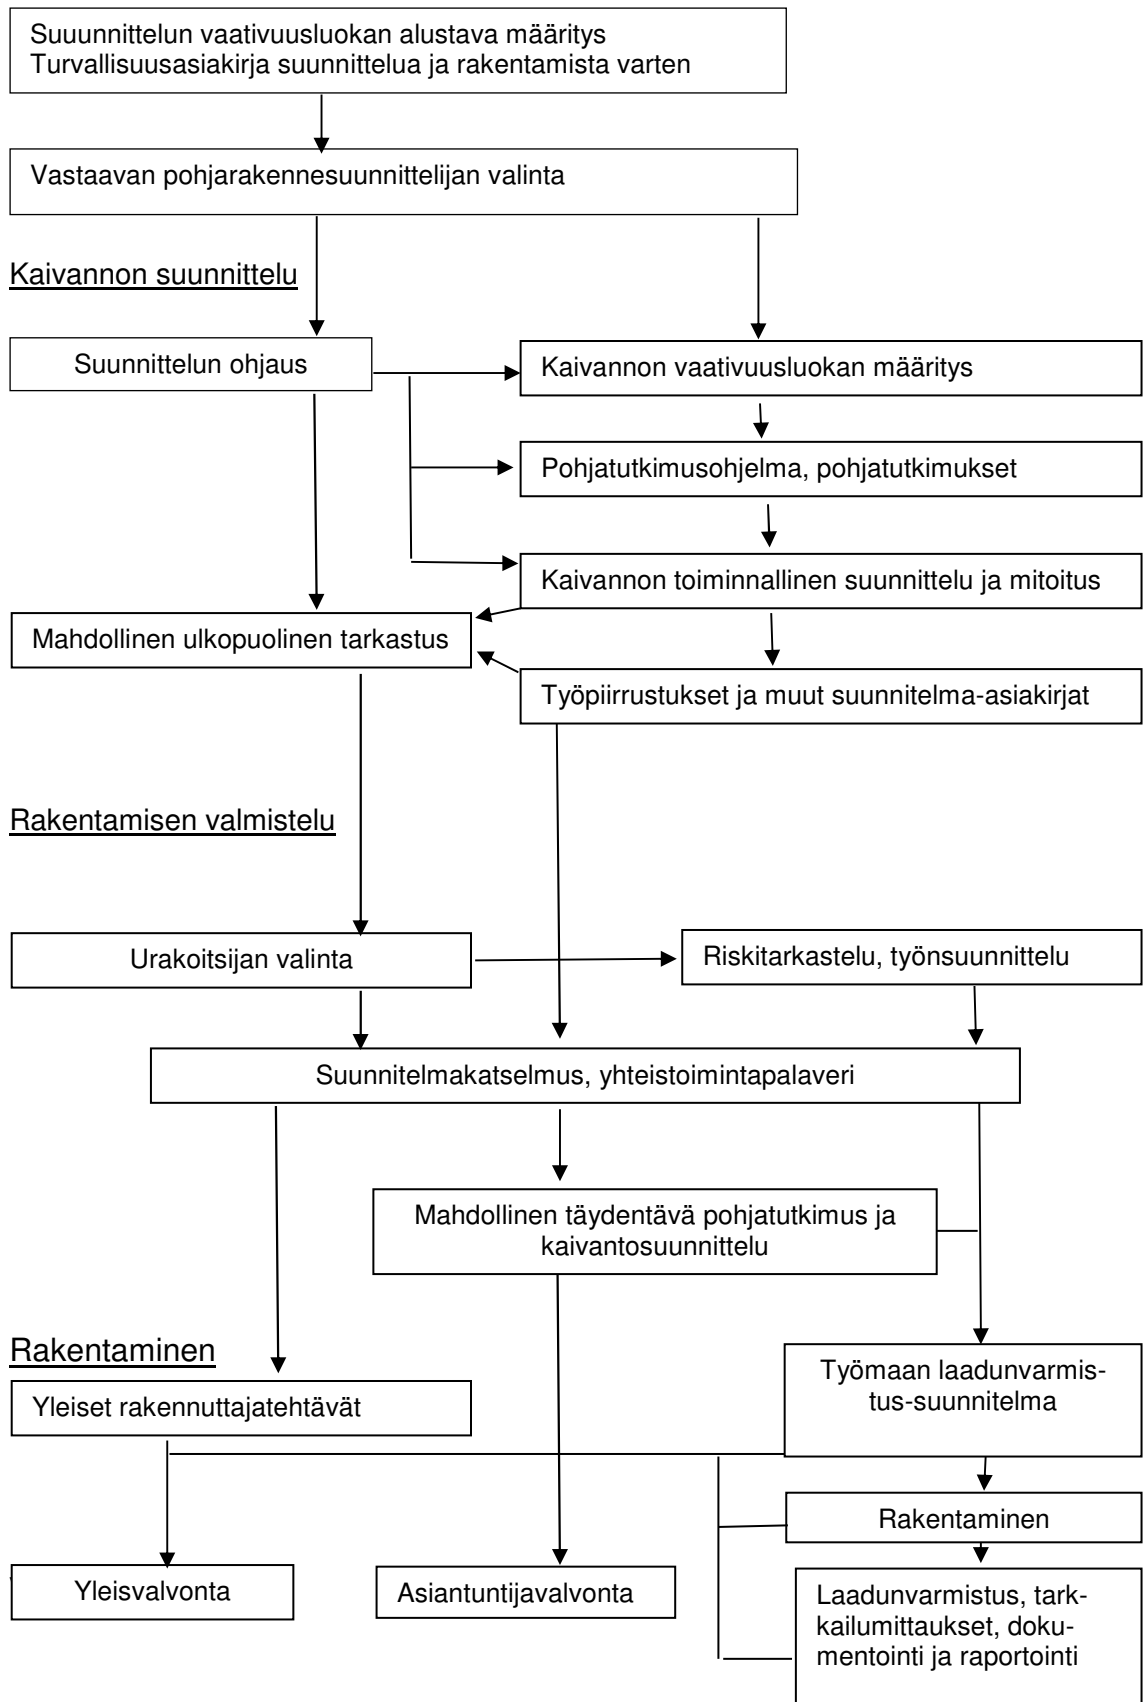 Suuunnittelun vaativuusluokan alustava määritys
Turvallisuusasiakirja suunnittelua ja rakentamista varten
Vastaavan pohjarakennesuunnittelijan valinta
Kaivannon suunnittelu
Suunnittelun ohjaus
Kaivannon vaativuusluokan määritys
Pohjatutkimusohjelma, pohjatutkimukset
Kaivannon toiminnallinen suunnittelu ja mitoitus
Mahdollinen ulkopuolinen tarkastus
Työpiirrustukset ja muut suunnitelma-asiakirjat
Rakentamisen valmistelu
Urakoitsijan valinta
Riskitarkastelu, työnsuunnittelu
Suunnitelmakatselmus, yhteistoimintapalaveri
Mahdollinen täydentävä pohjatutkimus ja
kaivantosuunnittelu
Rakentaminen
Yleiset rakennuttajatehtävät
Työmaan laadunvarmis-
tus-suunnitelma
Rakentaminen
Yleisvalvonta
Asiantuntijavalvonta
Laadunvarmistus, tark-
kailumittaukset, doku-
mentointi ja raportointi